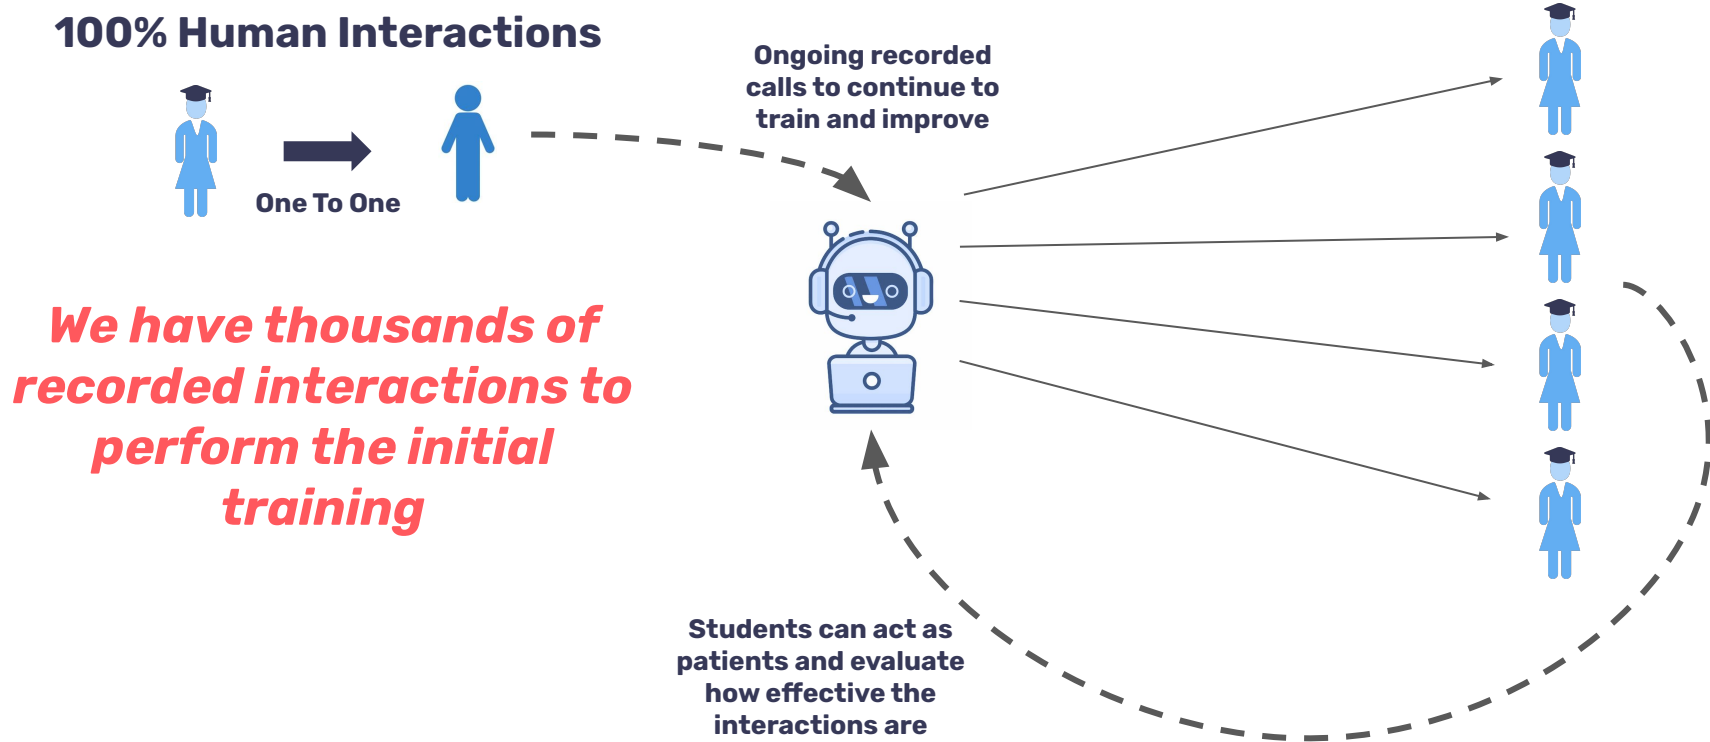 100% Human Interactions
One To One
We have thousands of
recorded interactions to
perform the initial
training
Ongoing recorded
calls to continue to
train and improve
Students can act as
patients and evaluate
how effective the
interactions are